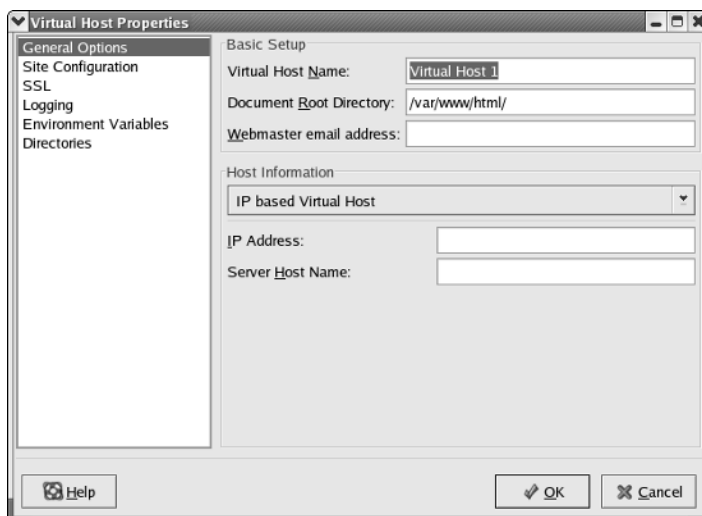 Virtual Host Properties
General Options
Site Configuration
SSL
Logging
Environment Variables
Directories
Basic Setup
Virtual Host Name: Virtual Host 1
Document Root Directory: /var/www/html/
Webmaster email address:
Host Information
IP based Virtual Host
IP Address:
Server Host Name:
Help
OK
Cancel